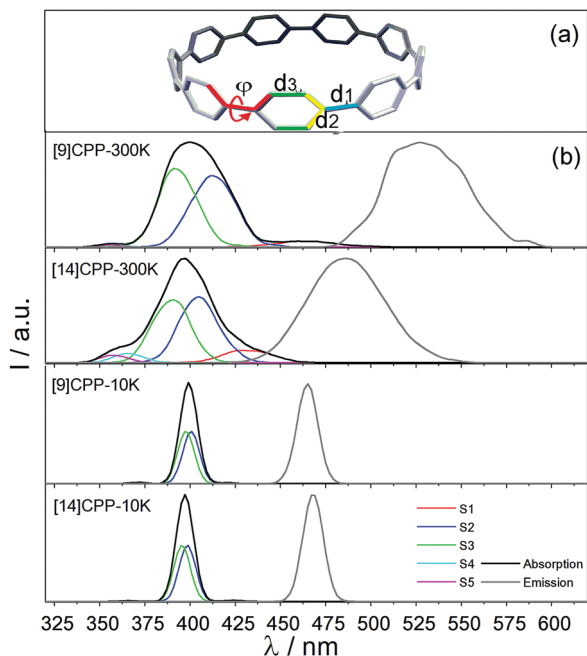 (a)
φ
d3
d1
d2
[9]CPP-300K
(b)
[14]CPP-300K
[9]CPP-10K
[14]CPP-10K
S1
S2
S3
S4
S5
Absorption
Emission
I / a.u.
325 350 375 400 425 450 475 500 525 550 575 600
λ / nm